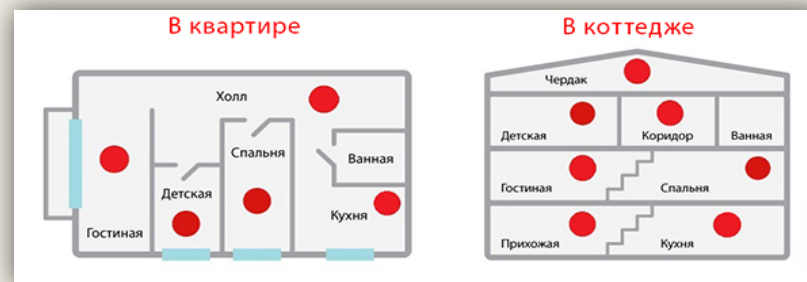 В квартире
Холл
Спальня
Ванная
Детская
Кухня
Гостиная
В коттедже
Чердак
Детская
Коридор
Ванная
Гостиная
Спальня
Прихожая
Кухня